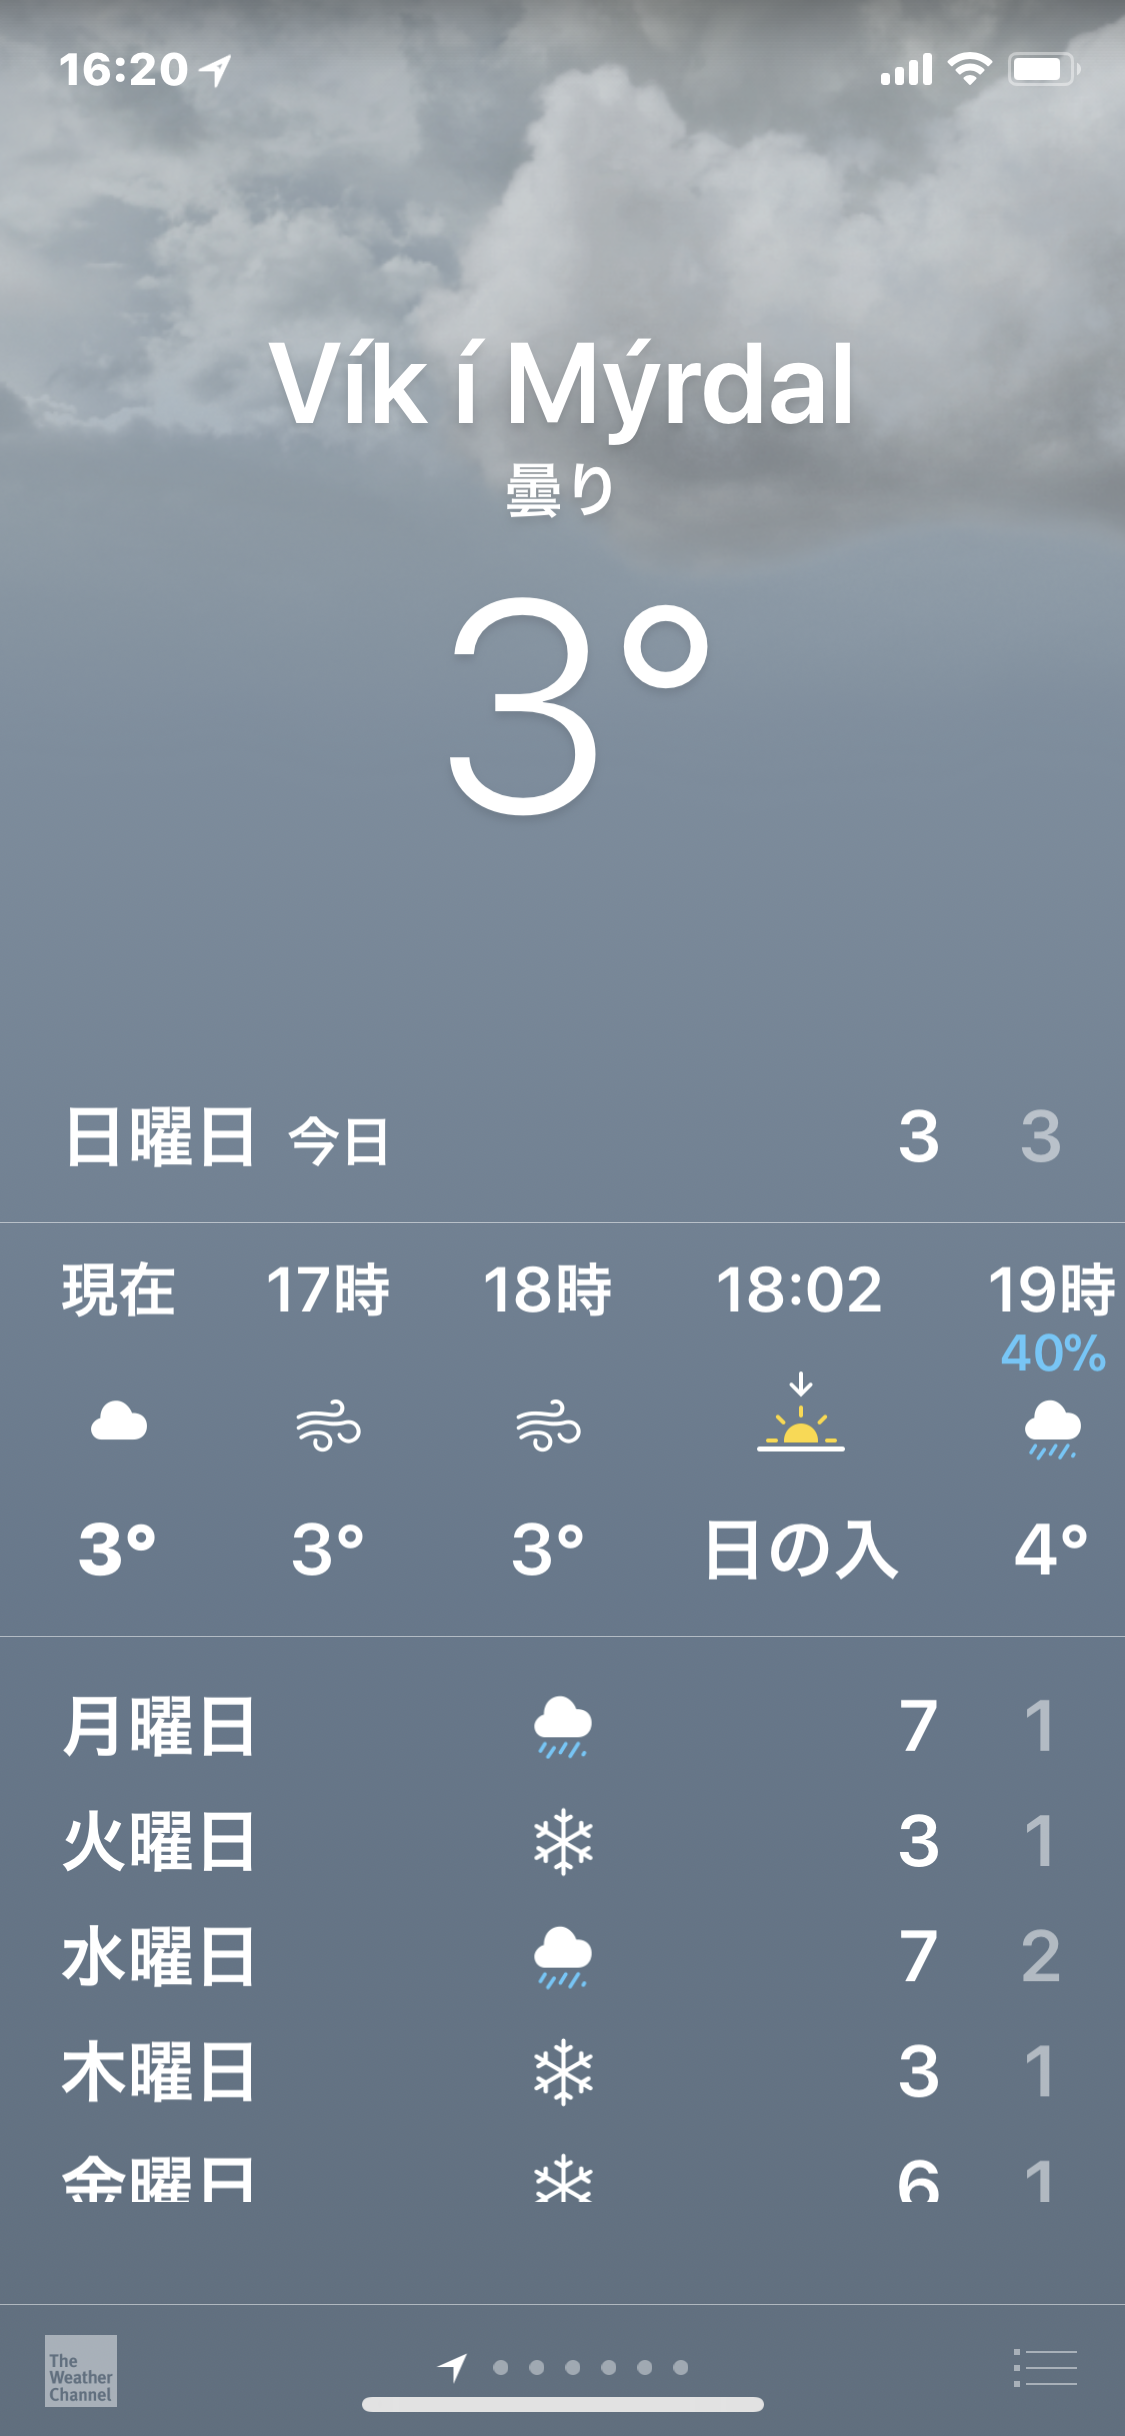 16:20
Vík í Mýrdal
曇り
3°
日曜日 今日 3 3
現在 17時 18時 18:02 19時
40%
3° 3° 3° 日の入 4°
月曜日 7 1
火曜日 3 1
水曜日 7 2
木曜日 3 1
金曜日 6 1
The
Weather
Channel